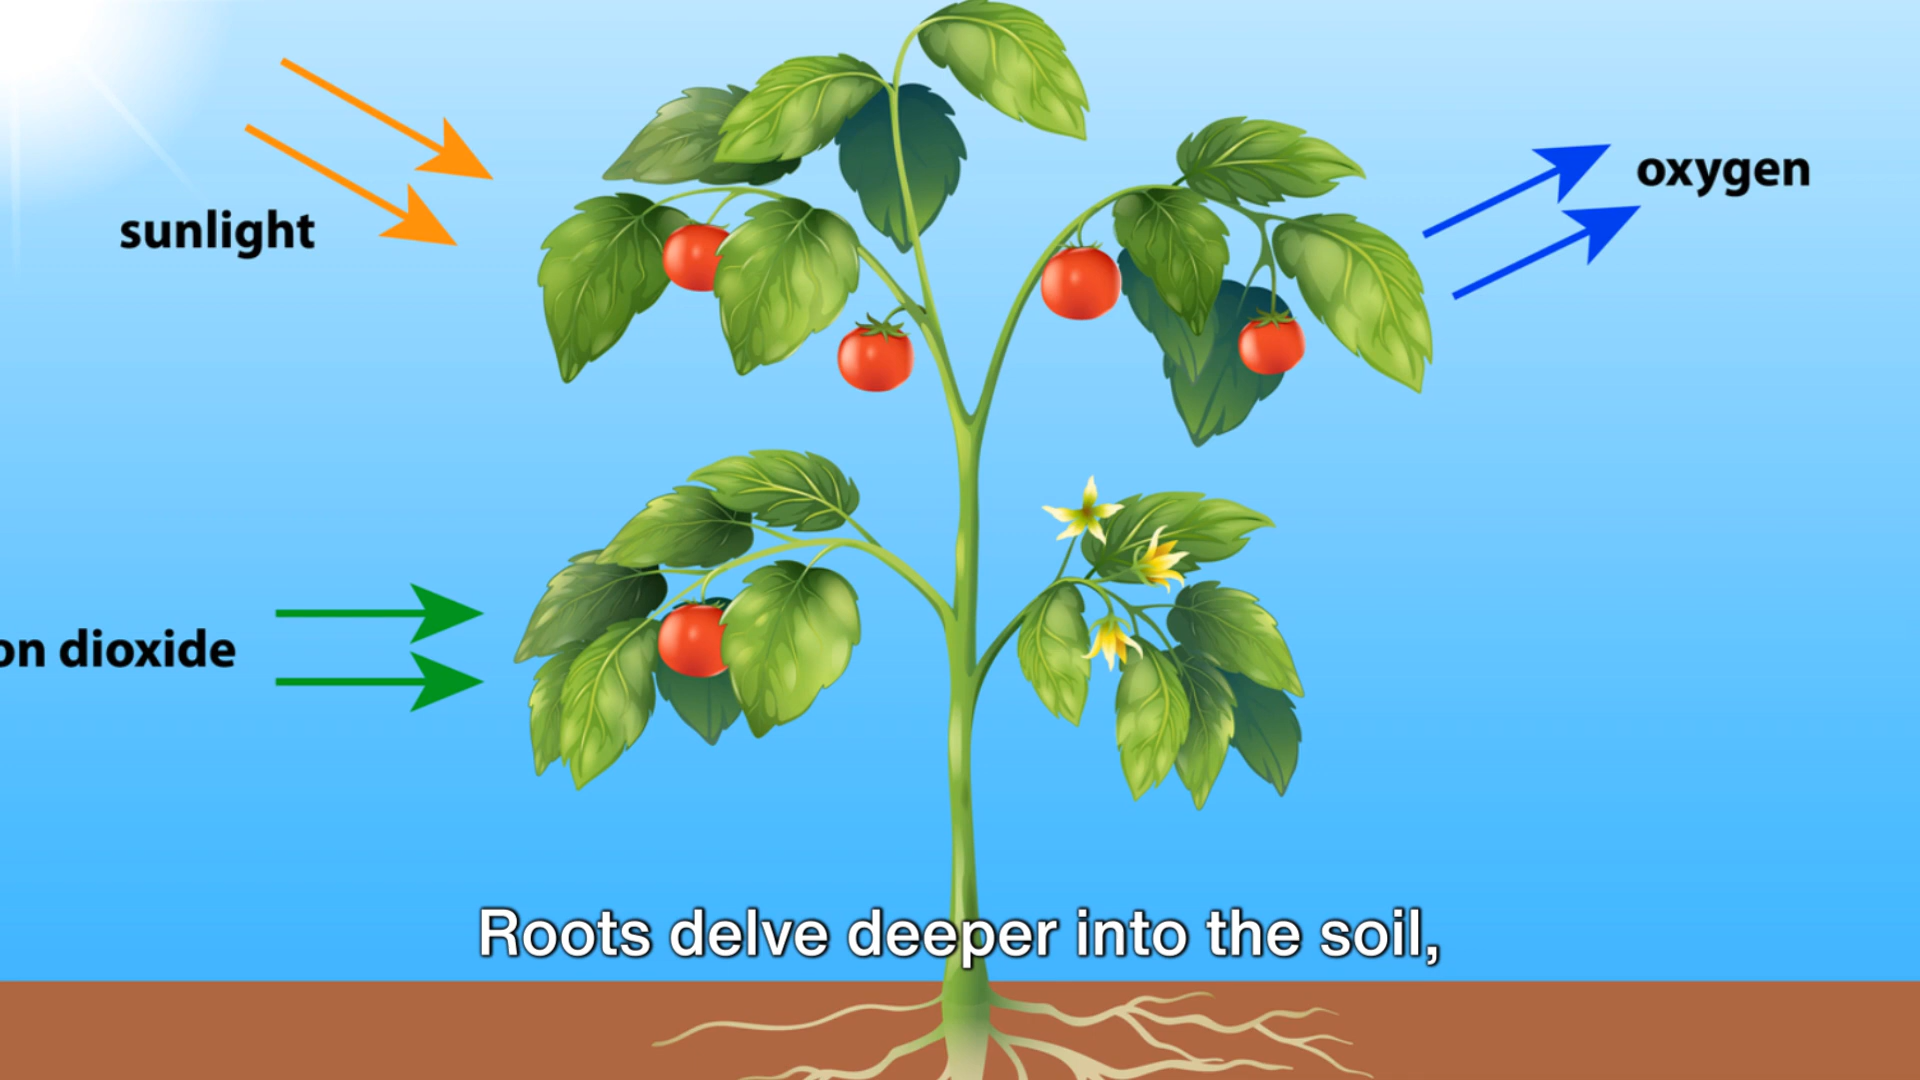 sunlight
oxygen
on dioxide
Roots delve deeper into the soil,